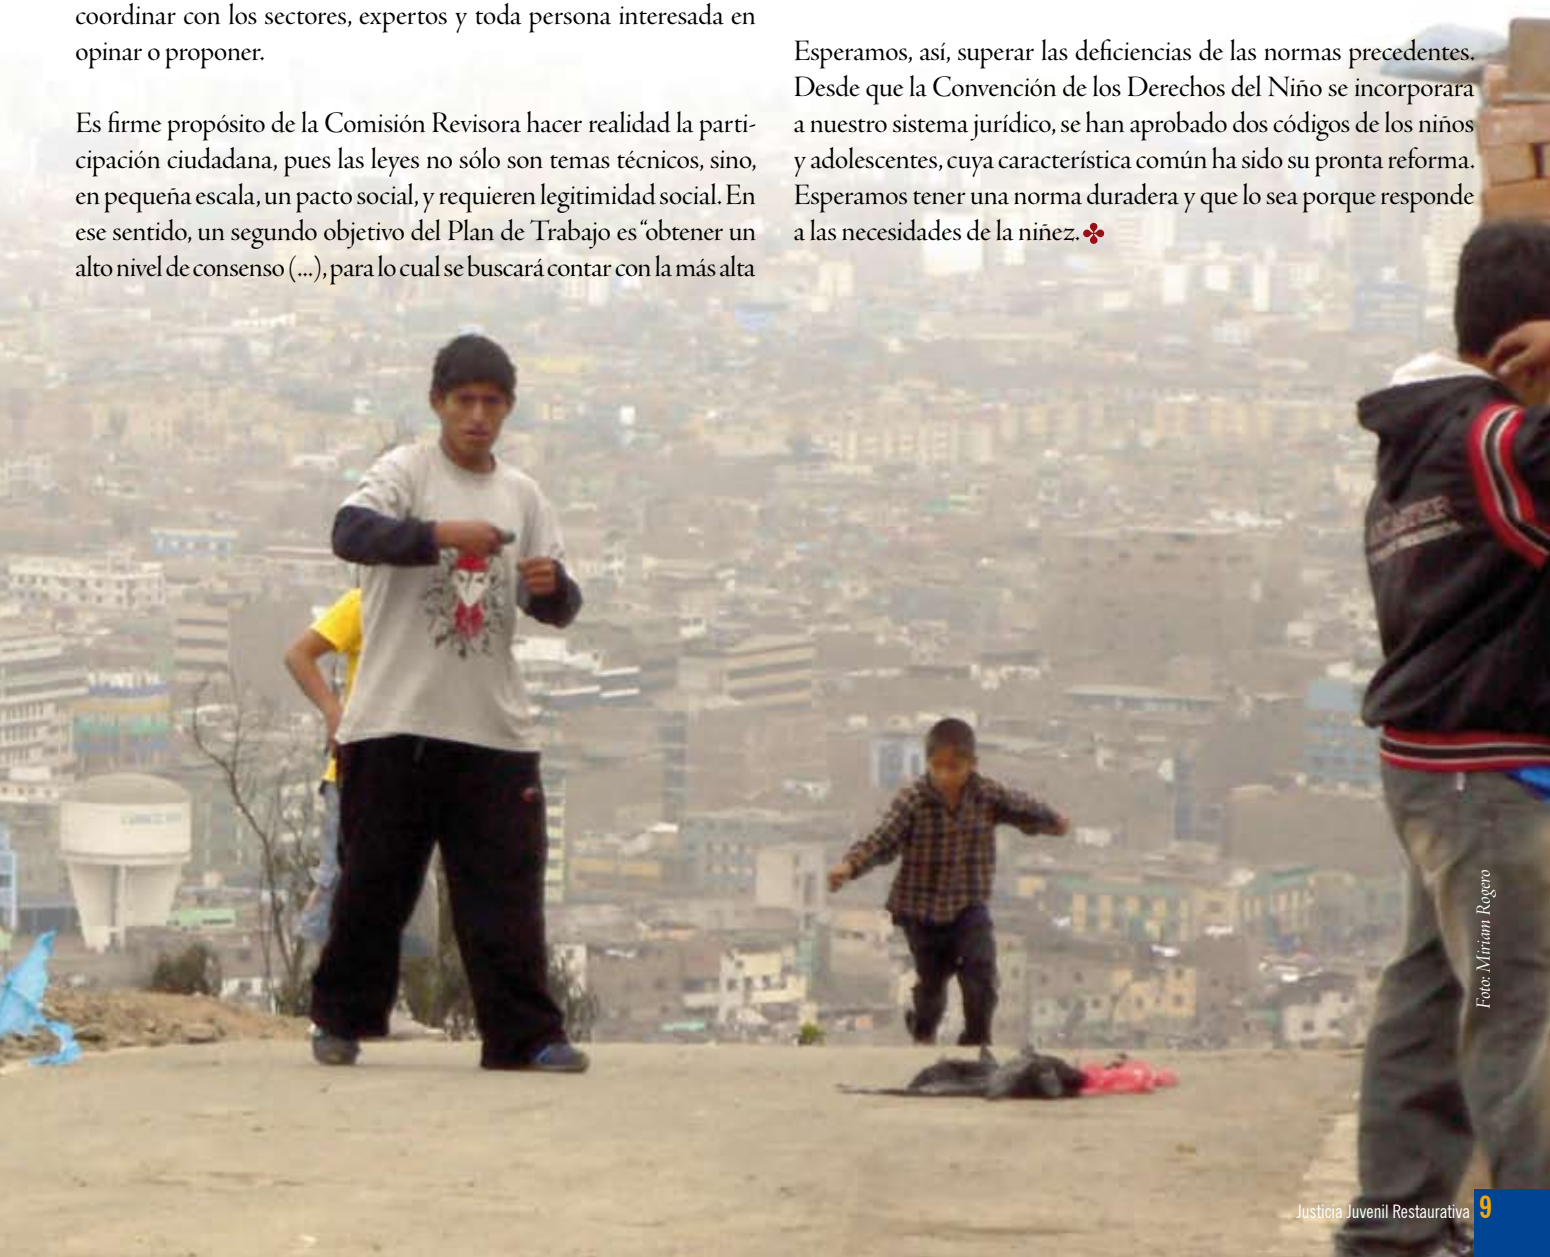 coordinar con los sectores, expertos y toda persona interesada en
opinar o proponer.
Es firme propósito de la Comisión Revisora hacer realidad la parti-
cipación ciudadana, pues las leyes no sólo son temas técnicos, sino,
en pequeña escala, un pacto social, y requieren legitimidad social. En
ese sentido, un segundo objetivo del Plan de Trabajo es “obtener un
alto nivel de consenso (...), para lo cual se buscará contar con la más alta
Esperamos, así, superar las deficiencias de las normas precedentes.
Desde que la Convención de los Derechos del Niño se incorporara
a nuestro sistema jurídico, se han aprobado dos códigos de los niños
y adolescentes, cuya característica común ha sido su pronta reforma.
Esperamos tener una norma duradera y que lo sea porque responde
a las necesidades de la niñez.
Foto: Miriam Rogero
Justicia Juvenil Restaurativa 9